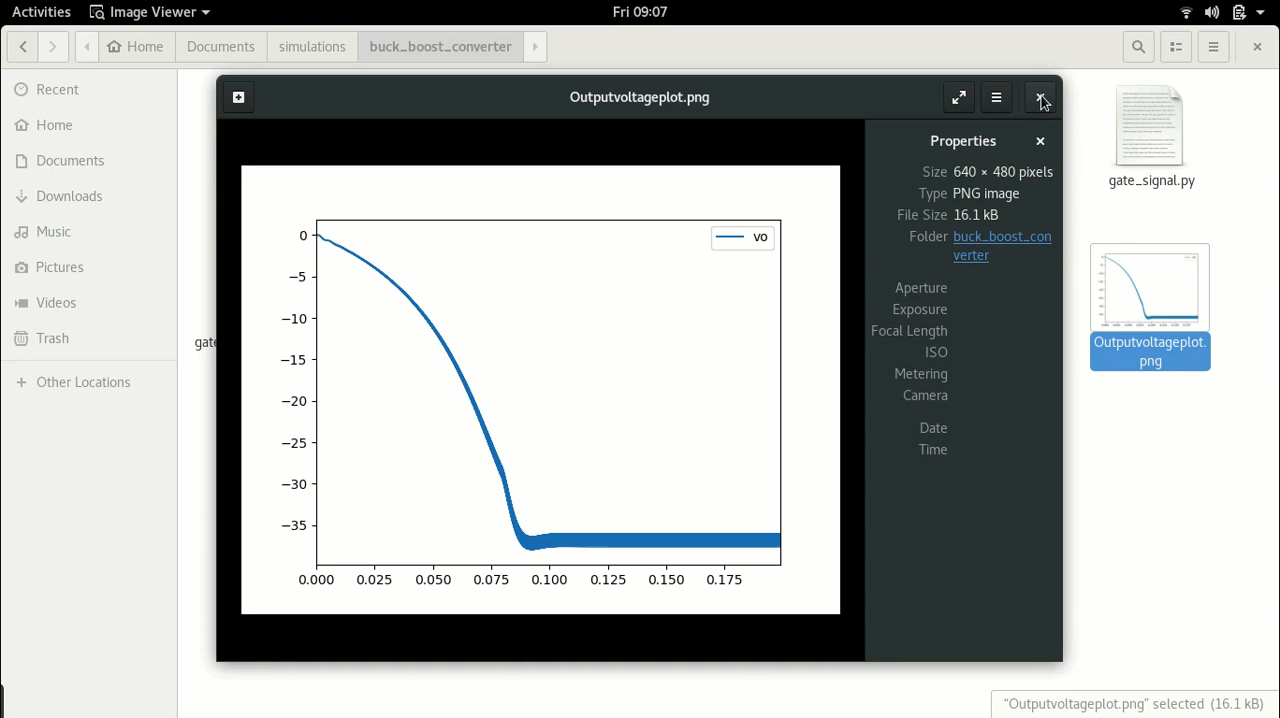 Activities
Image Viewer
Fri 09:07
Home
Documents
simulations
buck_boost_converter
Recent
Home
Documents
Downloads
Music
Pictures
Videos
Trash
Other Locations
gate
Outputvoltageplot.png
0
−5
−10
−15
−20
−25
−30
−35
0.000 0.025 0.050 0.075 0.100 0.125 0.150 0.175
vo
Properties
Size 640 × 480 pixels
Type PNG image
File Size 16.1 kB
Folder buck_boost_con
verter
Aperture
Exposure
Focal Length
ISO
Metering
Camera
Date
Time
gate_signal.py
Outputvoltageplot.
png
“Outputvoltageplot.png” selected (16.1 kB)